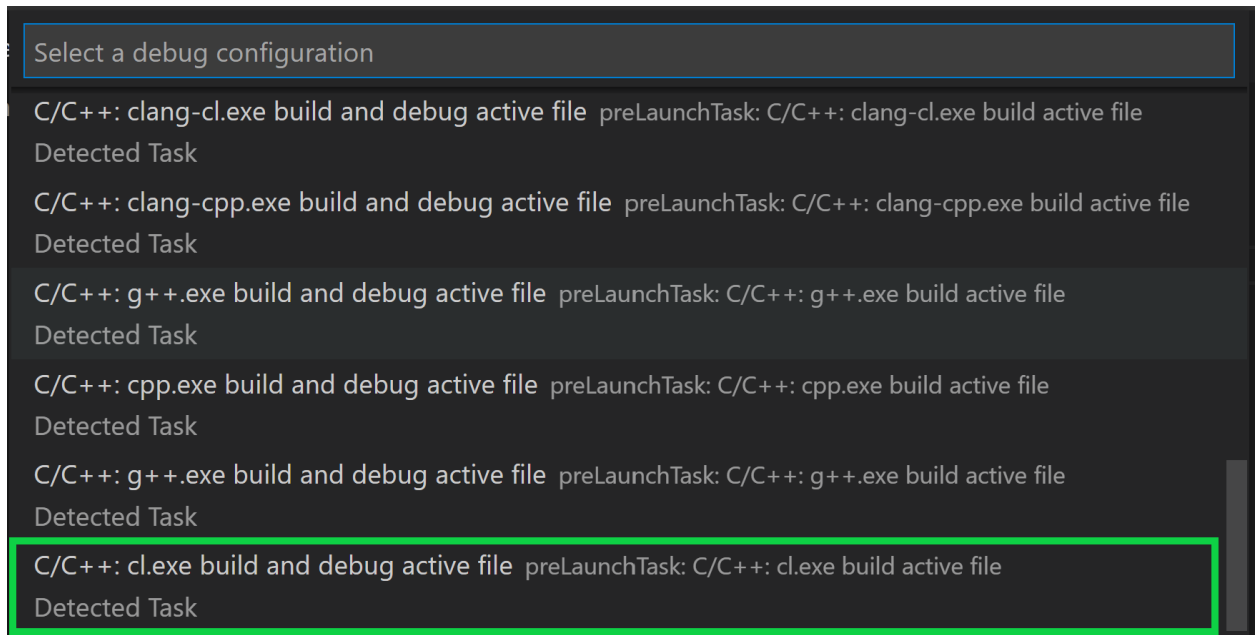 Select a debug configuration
C/C++: clang-cl.exe build and debug active file preLaunchTask: C/C++: clang-cl.exe build active file
Detected Task
C/C++: clang-cpp.exe build and debug active file preLaunchTask: C/C++: clang-cpp.exe build active file
Detected Task
C/C++: g++.exe build and debug active file preLaunchTask: C/C++: g++.exe build active file
Detected Task
C/C++: cpp.exe build and debug active file preLaunchTask: C/C++: cpp.exe build active file
Detected Task
C/C++: g++.exe build and debug active file preLaunchTask: C/C++: g++.exe build active file
Detected Task
C/C++: cl.exe build and debug active file preLaunchTask: C/C++: cl.exe build active file
Detected Task